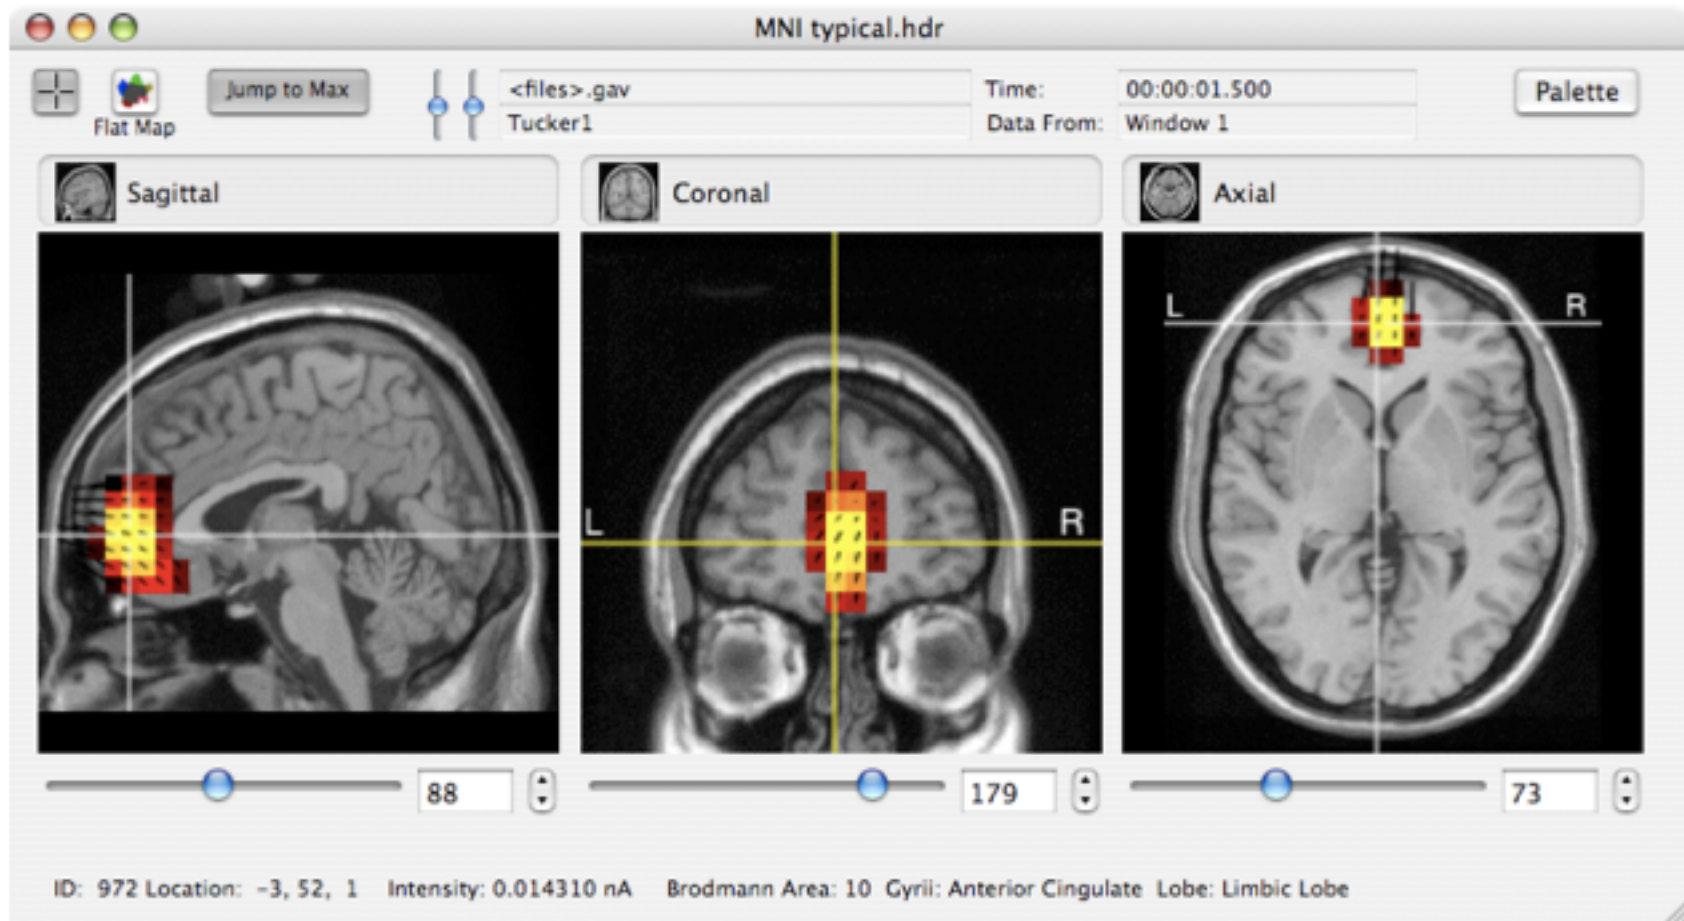 MNI typical.hdr
Jump to Max
<files>.gav
Time:
00:00:01.500
Palette
Flat Map
Tucker1
Data From:
Window 1
Sagittal
Coronal
Axial
L
R
L
R
88
179
73
ID: 972 Location: -3, 52, 1 Intensity: 0.014310 nA Brodmann Area: 10 Gyrii: Anterior Cingulate Lobe: Limbic Lobe